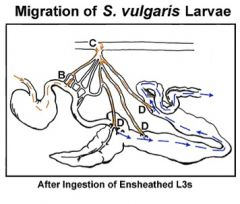 Migration of S. vulgaris Larvae
C
B
D
D
C D
D
After Ingestion of Ensheathed L3s